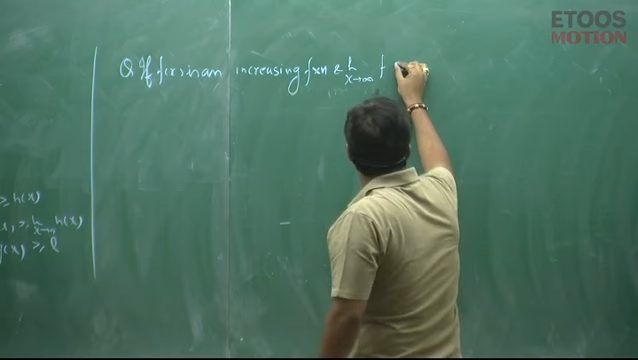 ETOOS
MOTION
Q If f(x) is an increasing fxn & lt x→∞ f
≥ h(x)
≥ lt h(x)
x→
(x) ≥ l